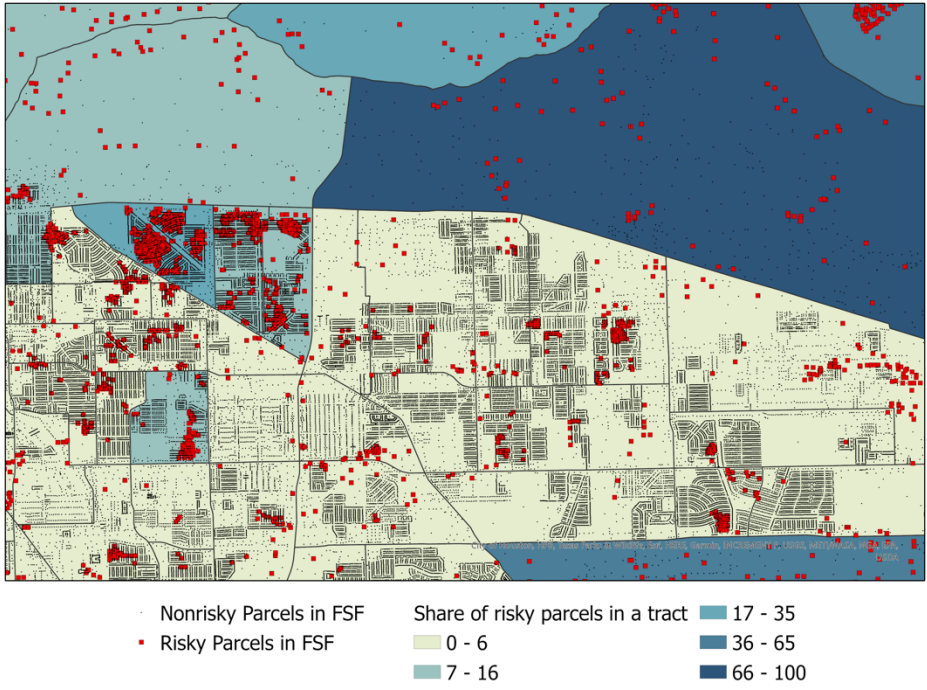 Nonrisky Parcels in FSF
Risky Parcels in FSF
Share of risky parcels in a tract
0 - 6
7 - 16
17 - 35
36 - 65
66 - 100